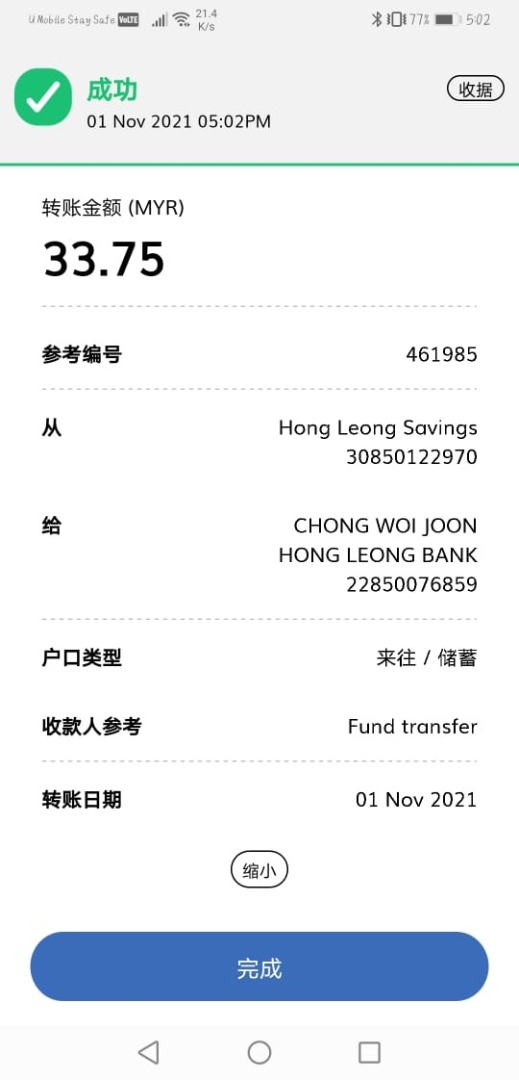 U Mobile Stay Safe VoLTE 21.4 K/s 77% 5:02
成功
收据
01 Nov 2021 05:02PM
转账金额 (MYR)
33.75
参考编号 461985
从 Hong Leong Savings
30850122970
给 CHONG WOI JOON
HONG LEONG BANK
22850076859
户口类型 来往 / 储蓄
收款人参考 Fund transfer
转账日期 01 Nov 2021
缩小
完成